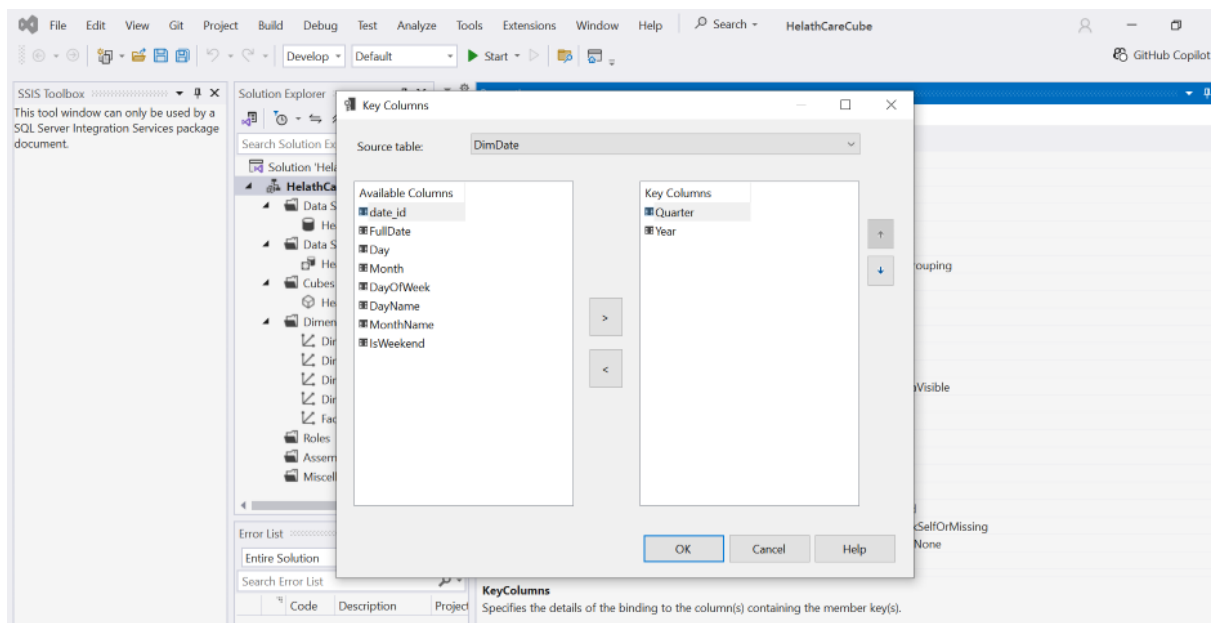 File Edit View Git Project Build Debug Test Analyze Tools Extensions Window Help Search HelathCareCube
Develop Default Start GitHub Copilot
SSIS Toolbox
This tool window can only be used by a
SQL Server Integration Services package
document.
Solution Explorer
Search Solution Ex
Solution 'Hela
HelathCa
Data S
He
Data S
He
Cubes
He
Dimen
Dir
Dir
Dir
Dir
Fac
Roles
Assem
Miscell
Error List
Entire Solution
Search Error List
Code Description Project
Key Columns
Source table: DimDate
Available Columns
date_id
FullDate
Day
Month
DayOfWeek
DayName
MonthName
IsWeekend
>
<
Key Columns
Quarter
Year
OK Cancel Help
rouping
Visible
SelfOrMissing
None
KeyColumns
Specifies the details of the binding to the column(s) containing the member key(s).